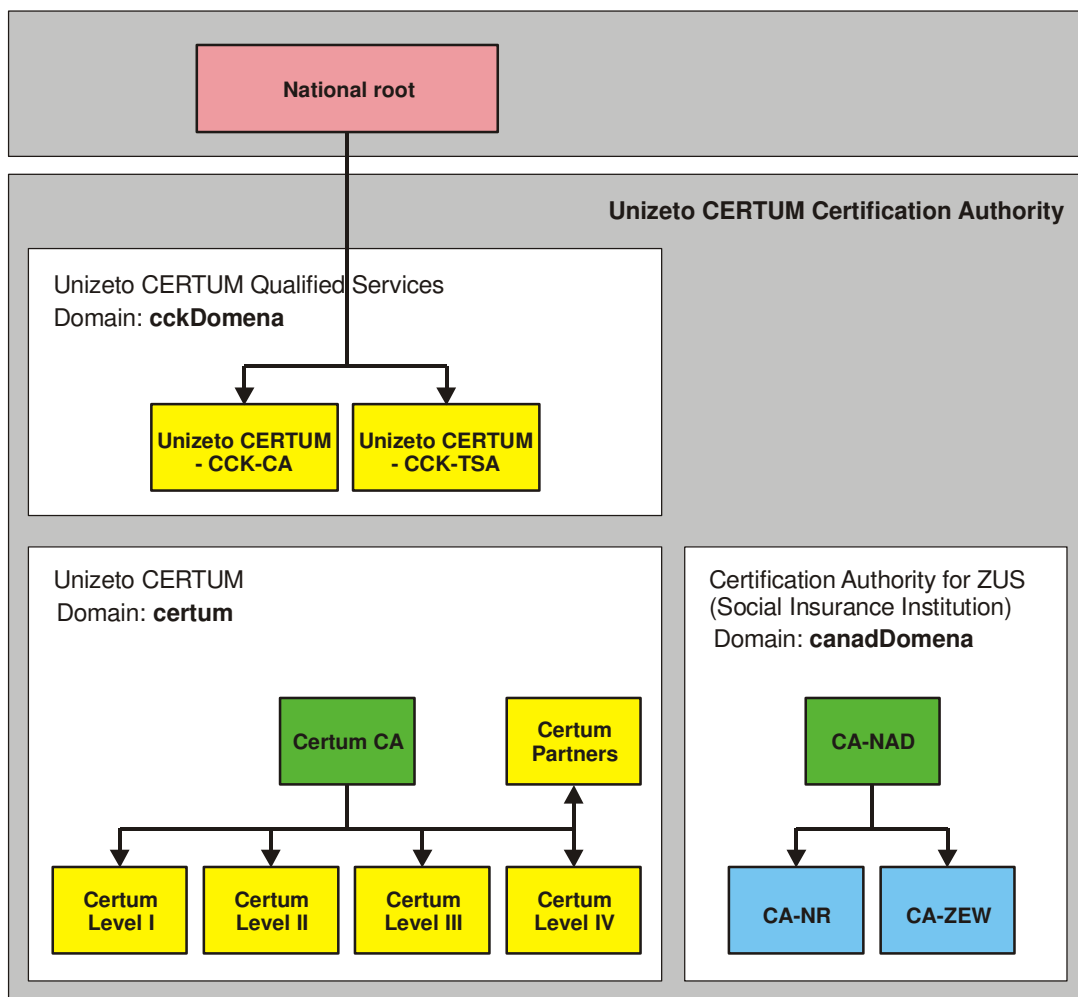 National root
Unizeto CERTUM Certification Authority
Unizeto CERTUM Qualified Services
Domain: cckDomena
Unizeto CERTUM
- CCK-CA
Unizeto CERTUM
- CCK-TSA
Unizeto CERTUM
Domain: certum
Certum CA
Certum
Partners
Certum
Level I
Certum
Level II
Certum
Level III
Certum
Level IV
Certification Authority for ZUS
(Social Insurance Institution)
Domain: canadDomena
CA-NAD
CA-NR
CA-ZEW